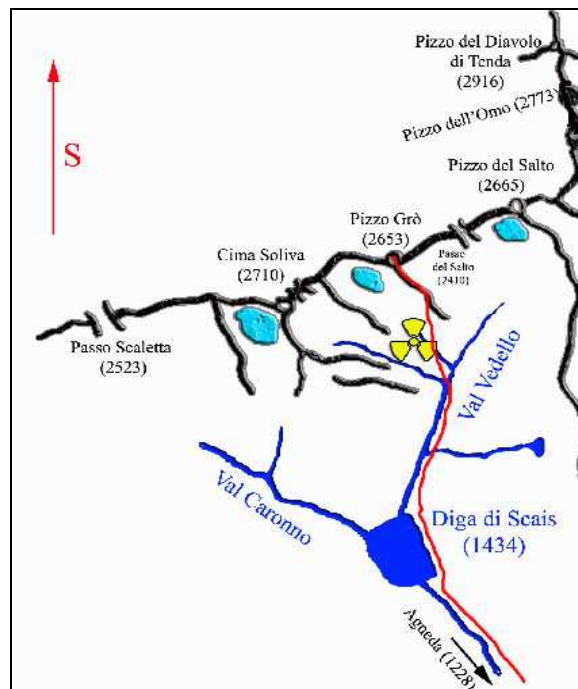 Pizzo del Diavolo
di Tenda
(2916)
Pizzo dell'Omo (2773)
S
Pizzo del Salto
(2665)
Pizzo Grò
(2653)
Cima Soliva
(2710)
Passo
del Salto
(2410)
Passo Scaletta
(2523)
Val Vedello
Val Caronno
Diga di Scais
(1434)
Agneda (1228)